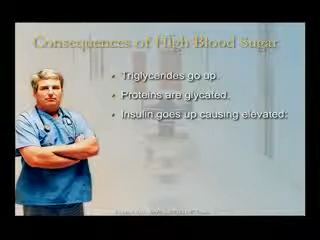 Consequences of High Blood Sugar
• Triglycerides go up.
• Proteins are glycated.
• Insulin goes up causing elevated: